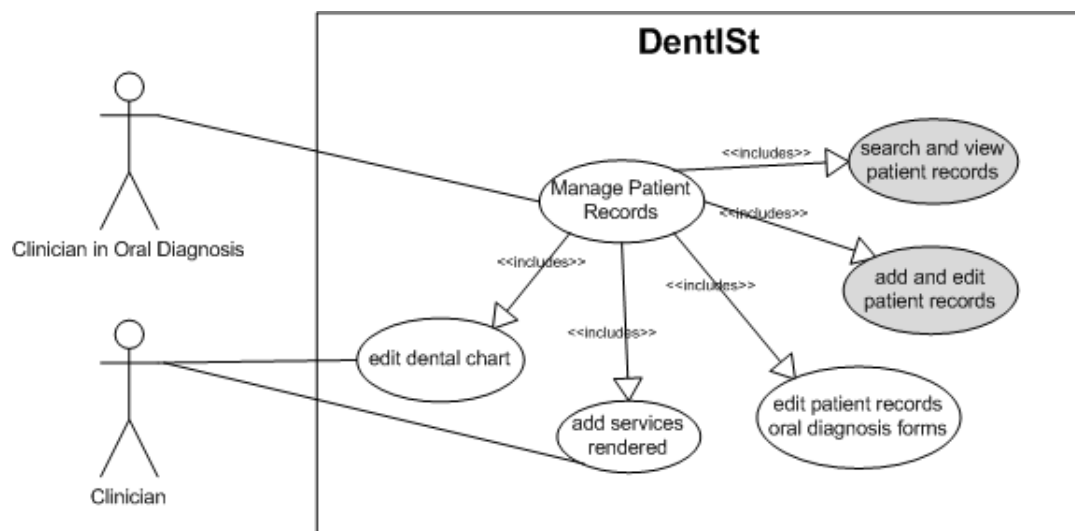 DentISt
<<includes>>
search and view
patient records
Manage Patient
Records
<<includes>>
Clinician in Oral Diagnosis
<<includes>>
<<includes>>
add and edit
patient records
<<includes>>
edit dental chart
edit patient records
oral diagnosis forms
add services
rendered
Clinician